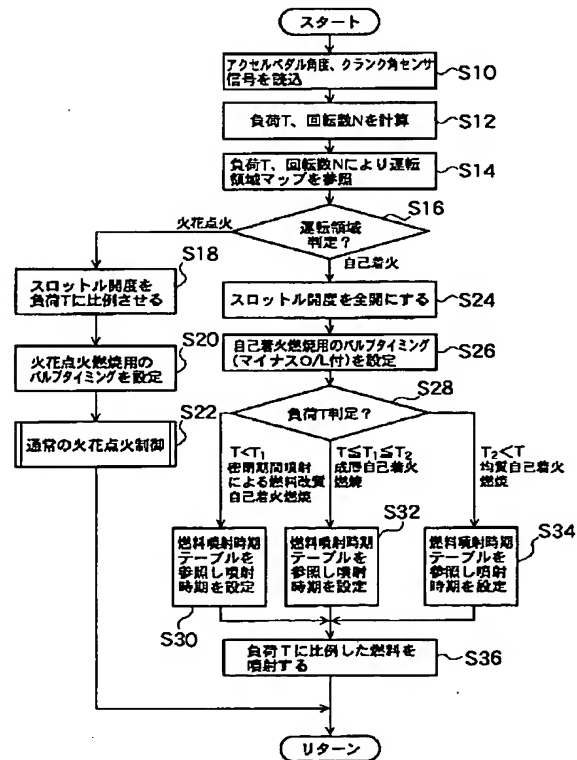 スタート
アクセルペダル角度、クランク角センサ
信号を読込
S10
負荷T、回転数Nを計算
S12
負荷T、回転数Nにより運転
領域マップを参照
S14
S16
運転領域
判定?
火花点火
自己着火
S18
スロットル開度を
負荷Tに比例させる
スロットル開度を全開にする
S24
S20
火花点火燃焼用の
バルブタイミングを設定
自己着火燃焼用のバルブタイミング
(マイナスO/L付)を設定
S26
S22
通常の火花点火制御
S28
負荷T判定?
T<T₁
密閉期間噴射
による燃料改質
自己着火燃焼
T≦T₁≦T₂
成層自己着火
燃焼
T₂<T
均質自己着火
燃焼
燃料噴射時期
テーブルを
参照し噴射
時期を設定
S30
燃料噴射時期
テーブルを
参照し噴射
時期を設定
S32
燃料噴射時期
テーブルを
参照し噴射
時期を設定
S34
負荷Tに比例した燃料を
噴射する
S36
リターン